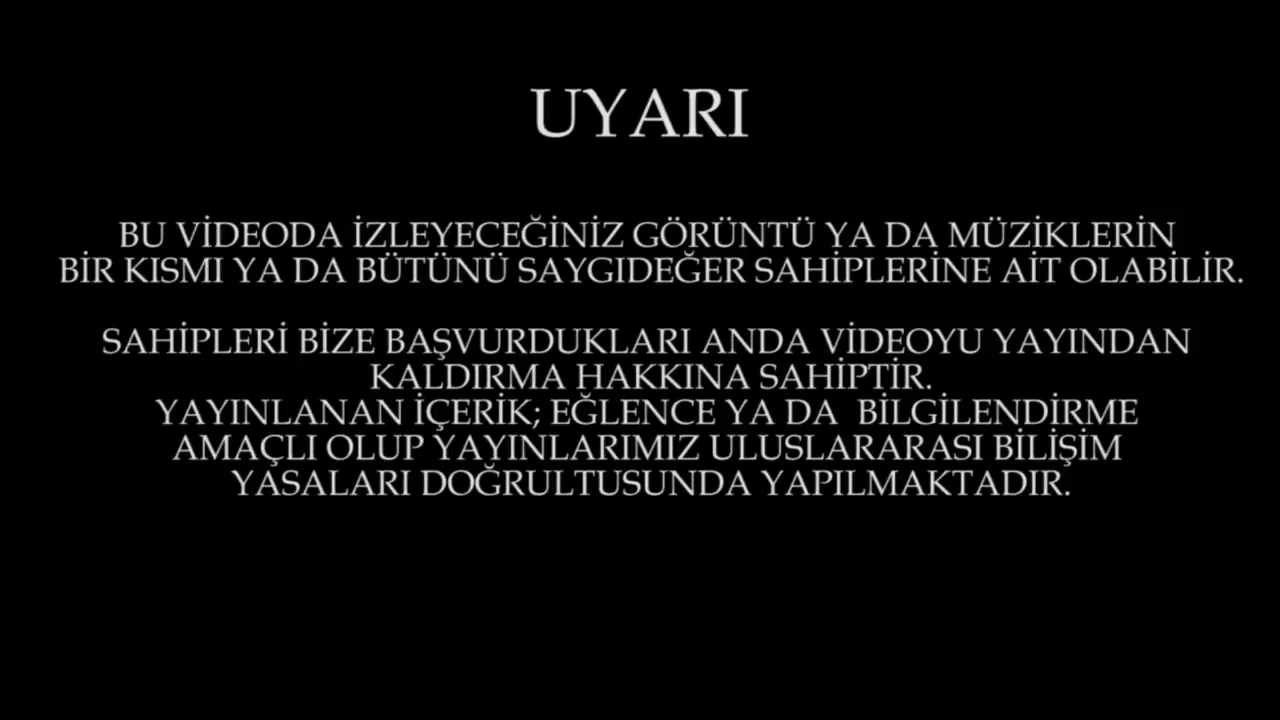 UYARI
BU VİDEODA İZLEYECEĞİNİZ GÖRÜNTÜ YA DA MÜZİKLERİN
BİR KISMI YA DA BÜTÜNÜ SAYGIDEĞER SAHİPLERİNE AİT OLABİLİR.
SAHİPLERİ BİZE BAŞVURDUKLARI ANDA VİDEOYU YAYINDAN
KALDIRMA HAKKINA SAHİPTİR.
YAYINLANAN İÇERİK; EĞLENCE YA DA  BİLGİLENDİRME
AMAÇLI OLUP YAYINLARIMIZ ULUSLARARASI BİLİŞİM
YASALARI DOĞRULTUSUNDA YAPILMAKTADIR.